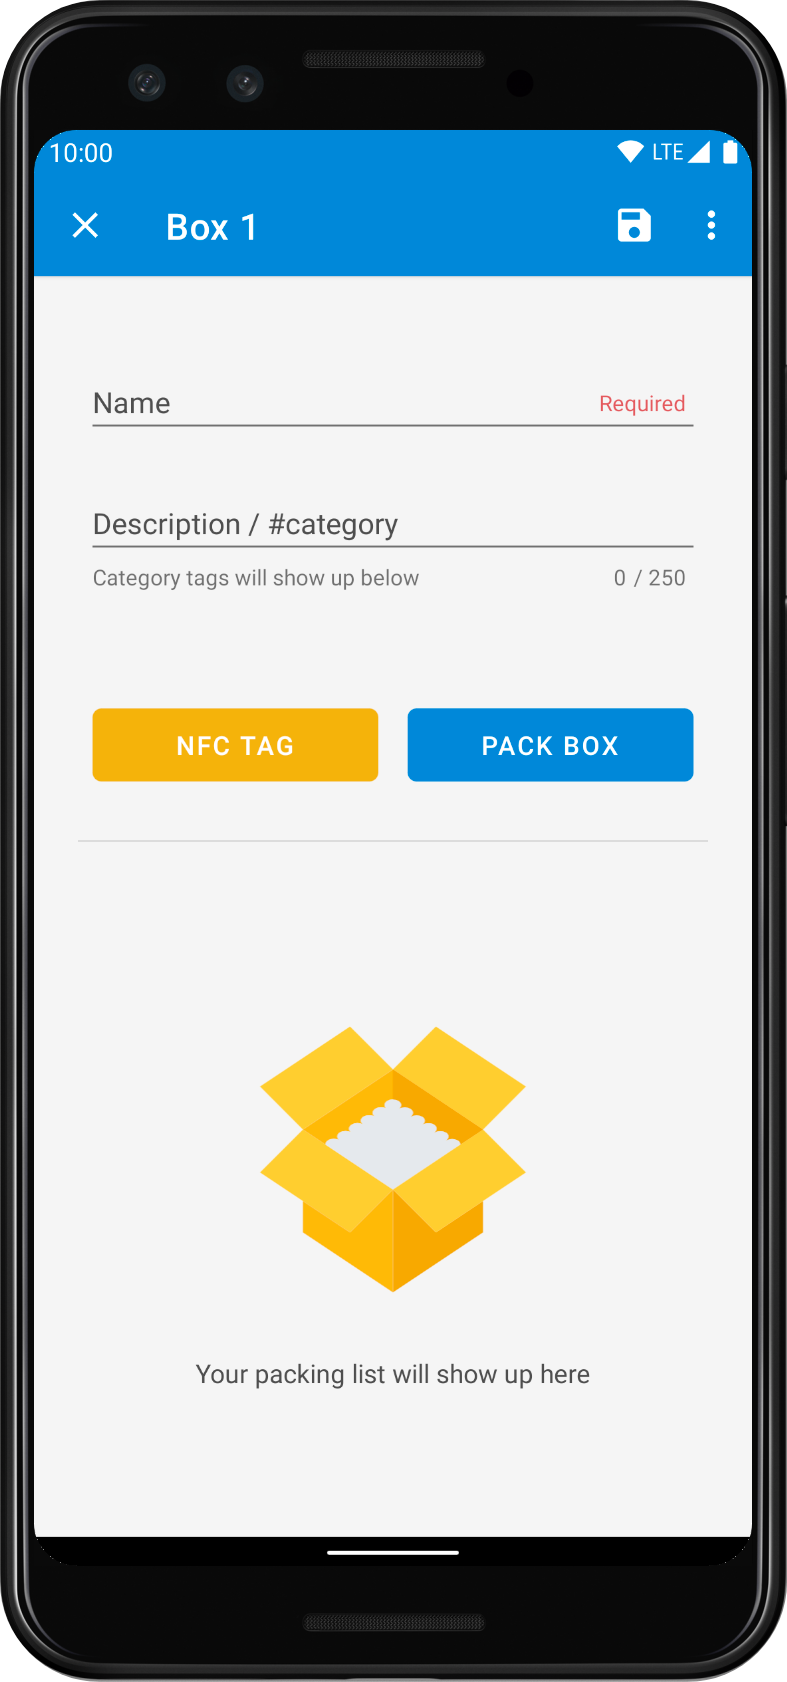 10:00 LTE
Box 1
Name Required
Description / #category
Category tags will show up below 0 / 250
NFC TAG PACK BOX
Your packing list will show up here